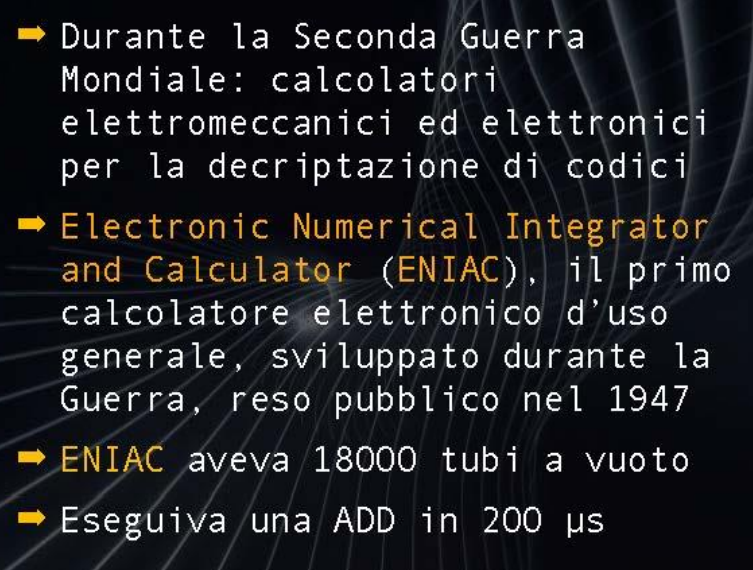 ➡ Durante la Seconda Guerra
Mondiale: calcolatori
elettromeccanici ed elettronici
per la decriptazione di codici
➡ Electronic Numerical Integrator
and Calculator (ENIAC), il primo
calcolatore elettronico d'uso
generale, sviluppato durante la
Guerra, reso pubblico nel 1947
➡ ENIAC aveva 18000 tubi a vuoto
➡ Eseguiva una ADD in 200 µs